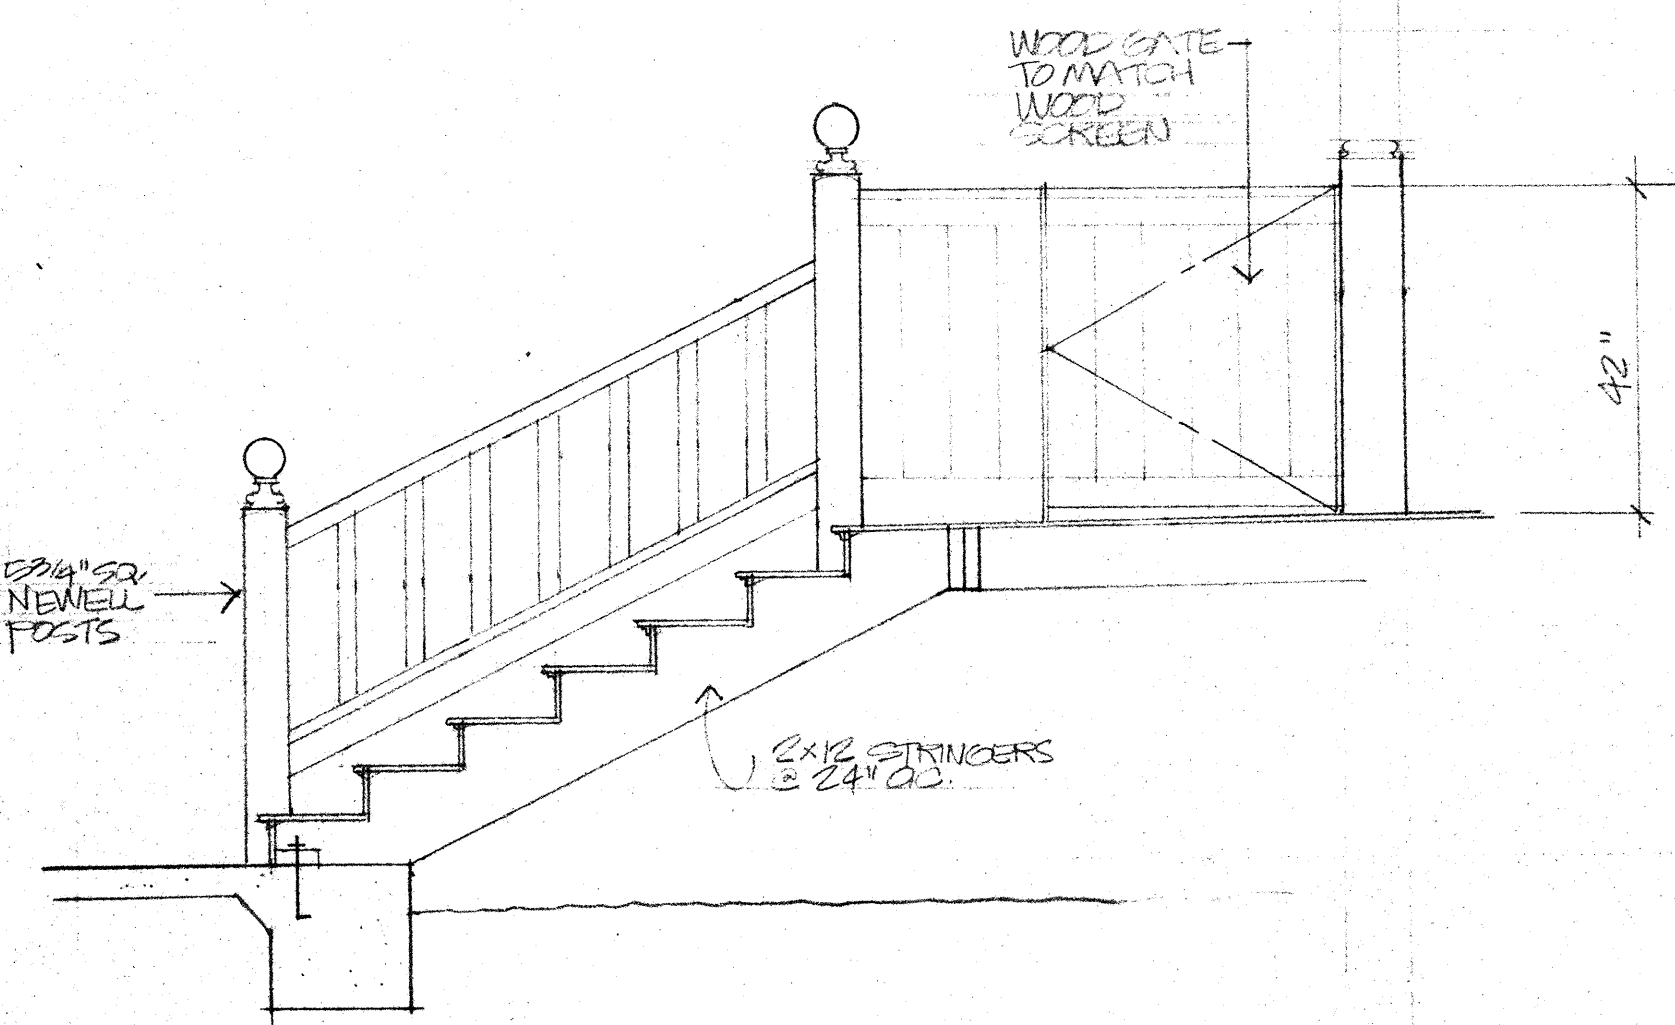 WOOD GATE
TO MATCH
WOOD
SCREEN
42"
5 3/4" SQ.
NEWELL
POSTS
2x12 STRINGERS
@ 24" O.C.